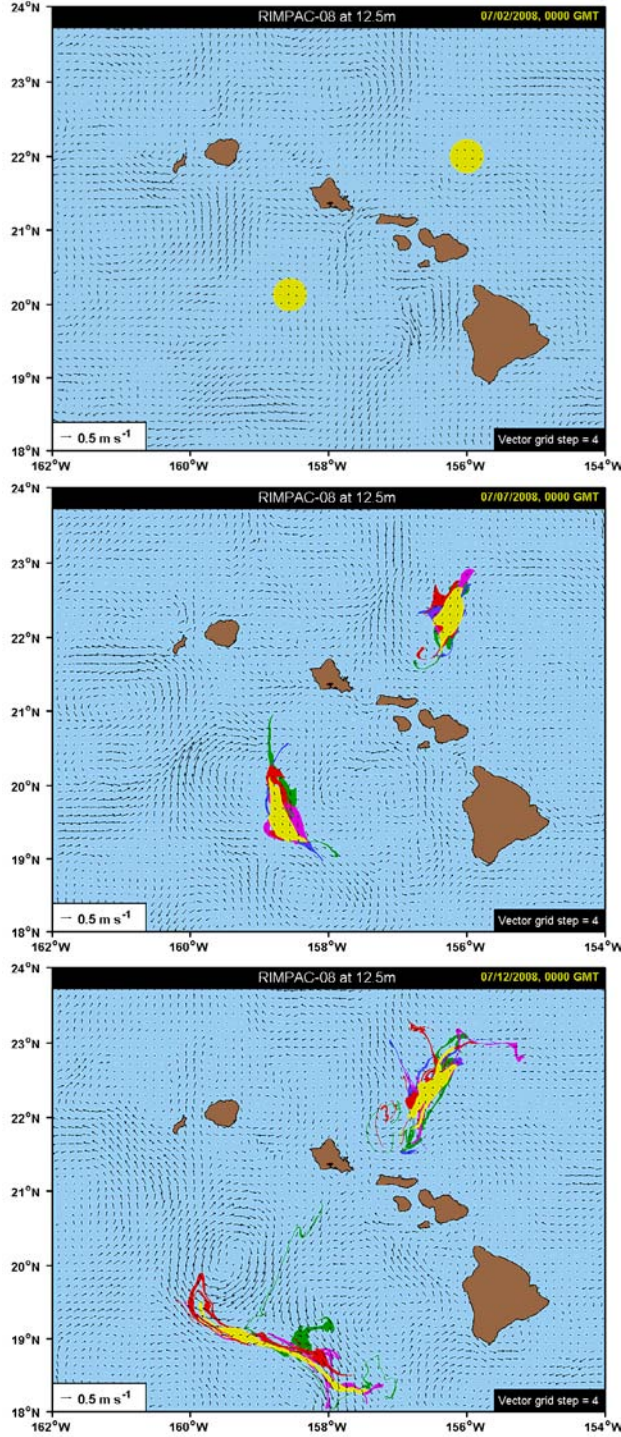 RIMPAC-08 at 12.5m 07/02/2008, 0000 GMT
24°N
23°N
22°N
21°N
20°N
19°N
18°N
→ 0.5 m s⁻¹ Vector grid step = 4
162°W 160°W 158°W 156°W 154°W
RIMPAC-08 at 12.5m 07/07/2008, 0000 GMT
24°N
23°N
22°N
21°N
20°N
19°N
18°N
→ 0.5 m s⁻¹ Vector grid step = 4
162°W 160°W 158°W 156°W 154°W
RIMPAC-08 at 12.5m 07/12/2008, 0000 GMT
24°N
23°N
22°N
21°N
20°N
19°N
18°N
→ 0.5 m s⁻¹ Vector grid step = 4
162°W 160°W 158°W 156°W 154°W